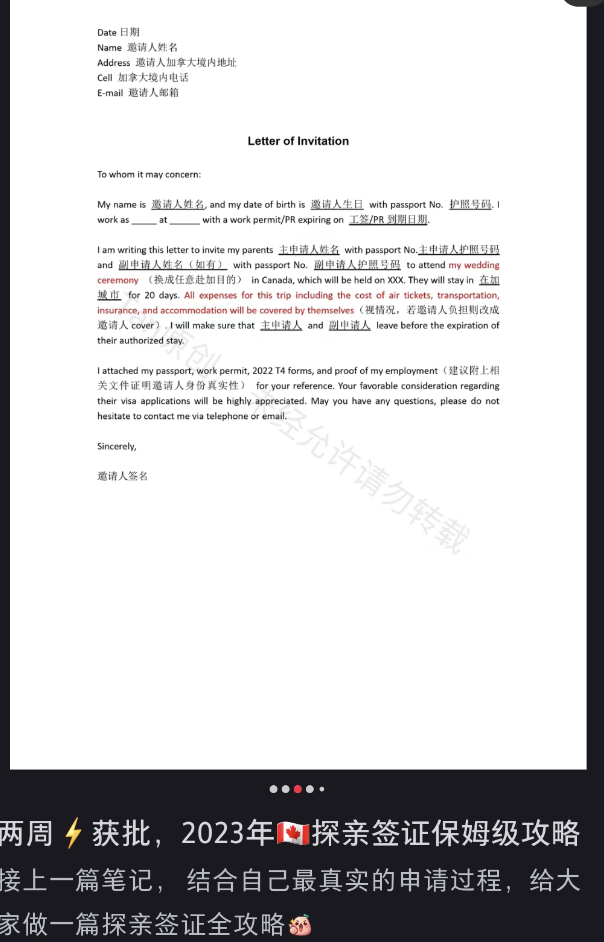 Date 日期
Name 邀请人姓名
Address 邀请人加拿大境内地址
Cell 加拿大境内电话
E-mail 邀请人邮箱
Letter of Invitation
To whom it may concern:
My name is 邀请人姓名, and my date of birth is 邀请人生日 with passport No. 护照号码. I
work as _____ at ______ with a work permit/PR expiring on 工签/PR 到期日期.
I am writing this letter to invite my parents 主申请人姓名 with passport No.主申请人护照号码
and 副申请人姓名（如有） with passport No. 副申请人护照号码 to attend my wedding
ceremony （换成任意赴加目的） in Canada, which will be held on XXX. They will stay in 在加
城市 for 20 days. All expenses for this trip including the cost of air tickets, transportation,
insurance, and accommodation will be covered by themselves（视情况，若邀请人负担则改成
邀请人 cover）. I will make sure that 主申请人 and 副申请人 leave before the expiration of
their authorized stay.
I attached my passport, work permit, 2022 T4 forms, and proof of my employment（建议附上相
关文件证明邀请人身份真实性） for your reference. Your favorable consideration regarding
their visa applications will be highly appreciated. May you have any questions, please do not
hesitate to contact me via telephone or email.
Sincerely,
邀请人签名
原创
未经允许请勿转载
两周⚡获批，2023年🇨🇦探亲签证保姆级攻略
接上一篇笔记，结合自己最真实的申请过程，给大
家做一篇探亲签证全攻略